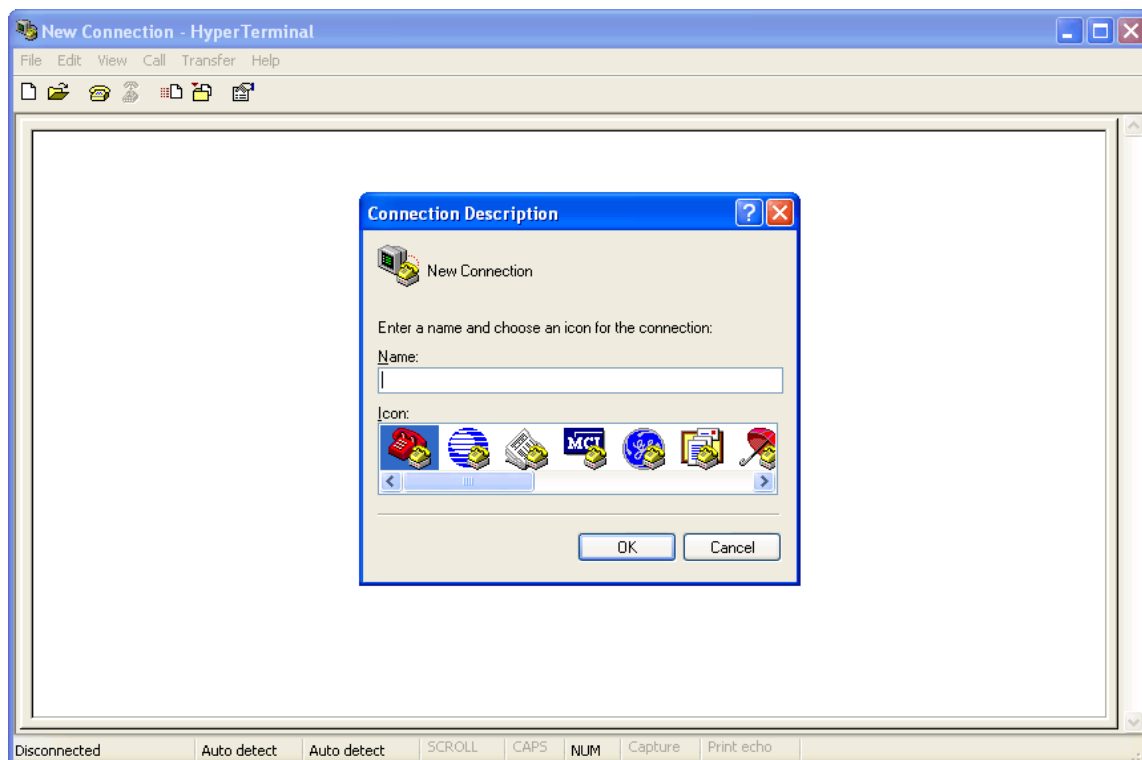 New Connection - HyperTerminal
File Edit View Call Transfer Help
Connection Description
New Connection
Enter a name and choose an icon for the connection:
Name:
Icon:
MCI
OK Cancel
Disconnected Auto detect Auto detect SCROLL CAPS NUM Capture Print echo